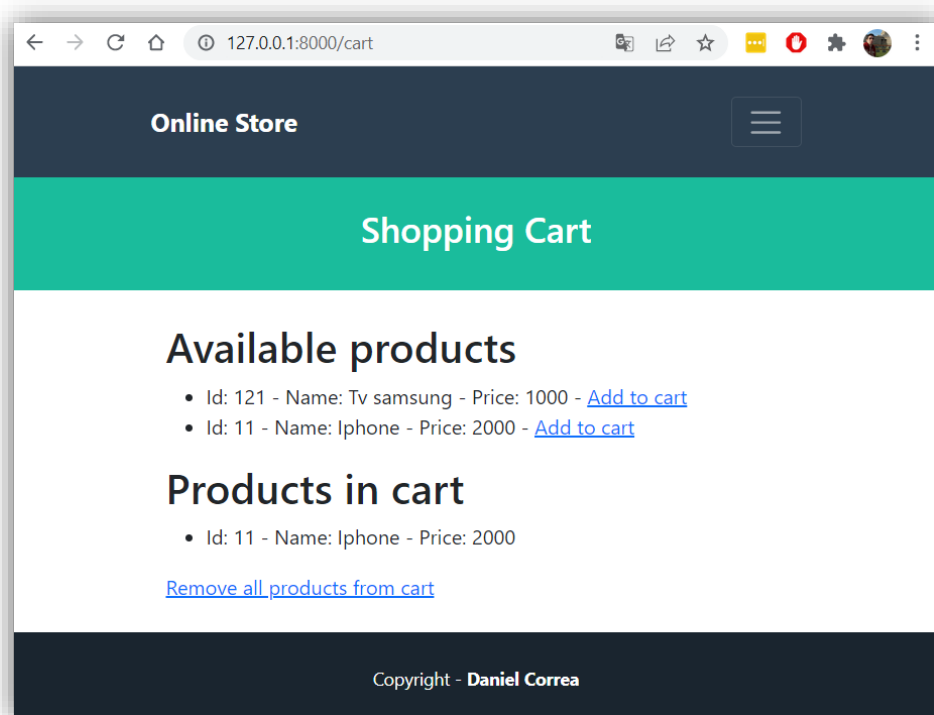 127.0.0.1:8000/cart
Online Store
Shopping Cart
Available products
• Id: 121 - Name: Tv samsung - Price: 1000 - Add to cart
• Id: 11 - Name: Iphone - Price: 2000 - Add to cart
Products in cart
• Id: 11 - Name: Iphone - Price: 2000
Remove all products from cart
Copyright - Daniel Correa